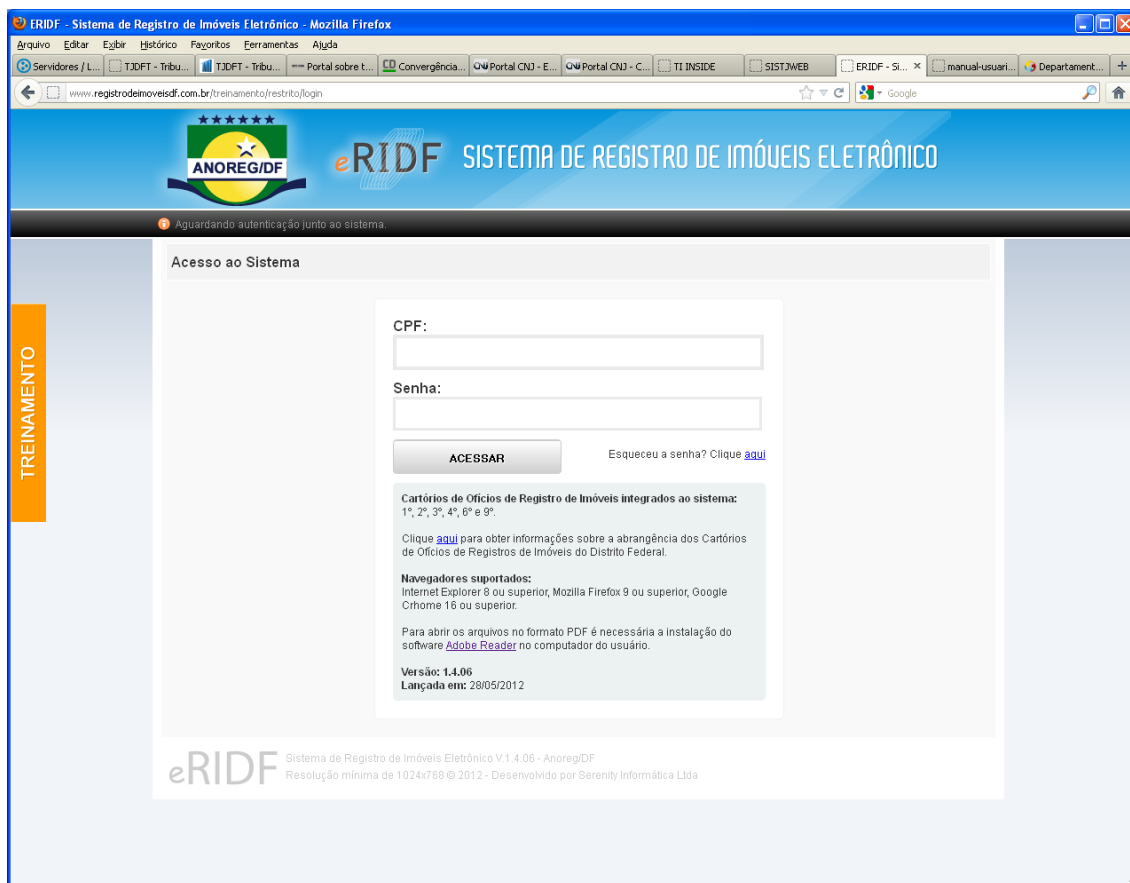 ERIDF - Sistema de Registro de Imóveis Eletrônico - Mozilla Firefox
Arquivo Editar Exibir Histórico Favoritos Ferramentas Ajuda
Servidores / L... TJDFT - Tribu... TJDFT - Tribu... Portal sobre t... Convergência... Portal CNJ - E... Portal CNJ - C... TI INSIDE SISTJWEB ERIDF - Si... manual-usuari... Departament...
www.registrodeimoveisdf.com.br/treinamento/restrito/login Google
ANOREG/DF
eRIDF SISTEMA DE REGISTRO DE IMÓVEIS ELETRÔNICO
Aguardando autenticação junto ao sistema.
Acesso ao Sistema
TREINAMENTO
CPF:
Senha:
ACESSAR Esqueceu a senha? Clique aqui
Cartórios de Ofícios de Registro de Imóveis integrados ao sistema:
1º, 2º, 3º, 4º, 6º e 9º.
Clique aqui para obter informações sobre a abrangência dos Cartórios
de Ofícios de Registros de Imóveis do Distrito Federal.
Navegadores suportados:
Internet Explorer 8 ou superior, Mozilla Firefox 9 ou superior, Google
Crhome 16 ou superior.
Para abrir os arquivos no formato PDF é necessária a instalação do
software Adobe Reader no computador do usuário.
Versão: 1.4.06
Lançada em: 28/05/2012
eRIDF
Sistema de Registro de Imóveis Eletrônico V.1.4.06 - Anoreg/DF
Resolução mínima de 1024x768 © 2012 - Desenvolvido por Serenity Informática Ltda